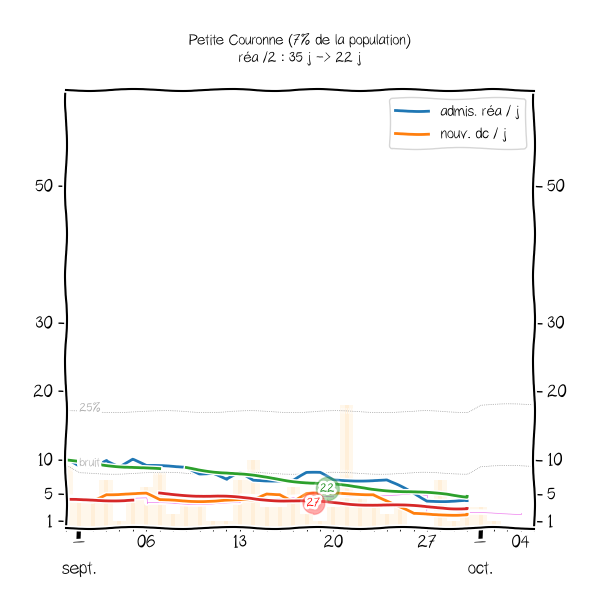 Petite Couronne (7% de la population)
réa /2 : 35 j -> 22 j
admis. réa / j
nouv. dc / j
50 50
30 30
20 20
25%
10 bruit 10
22
5 5
27
1 1
06 13 20 27 04
sept. oct.